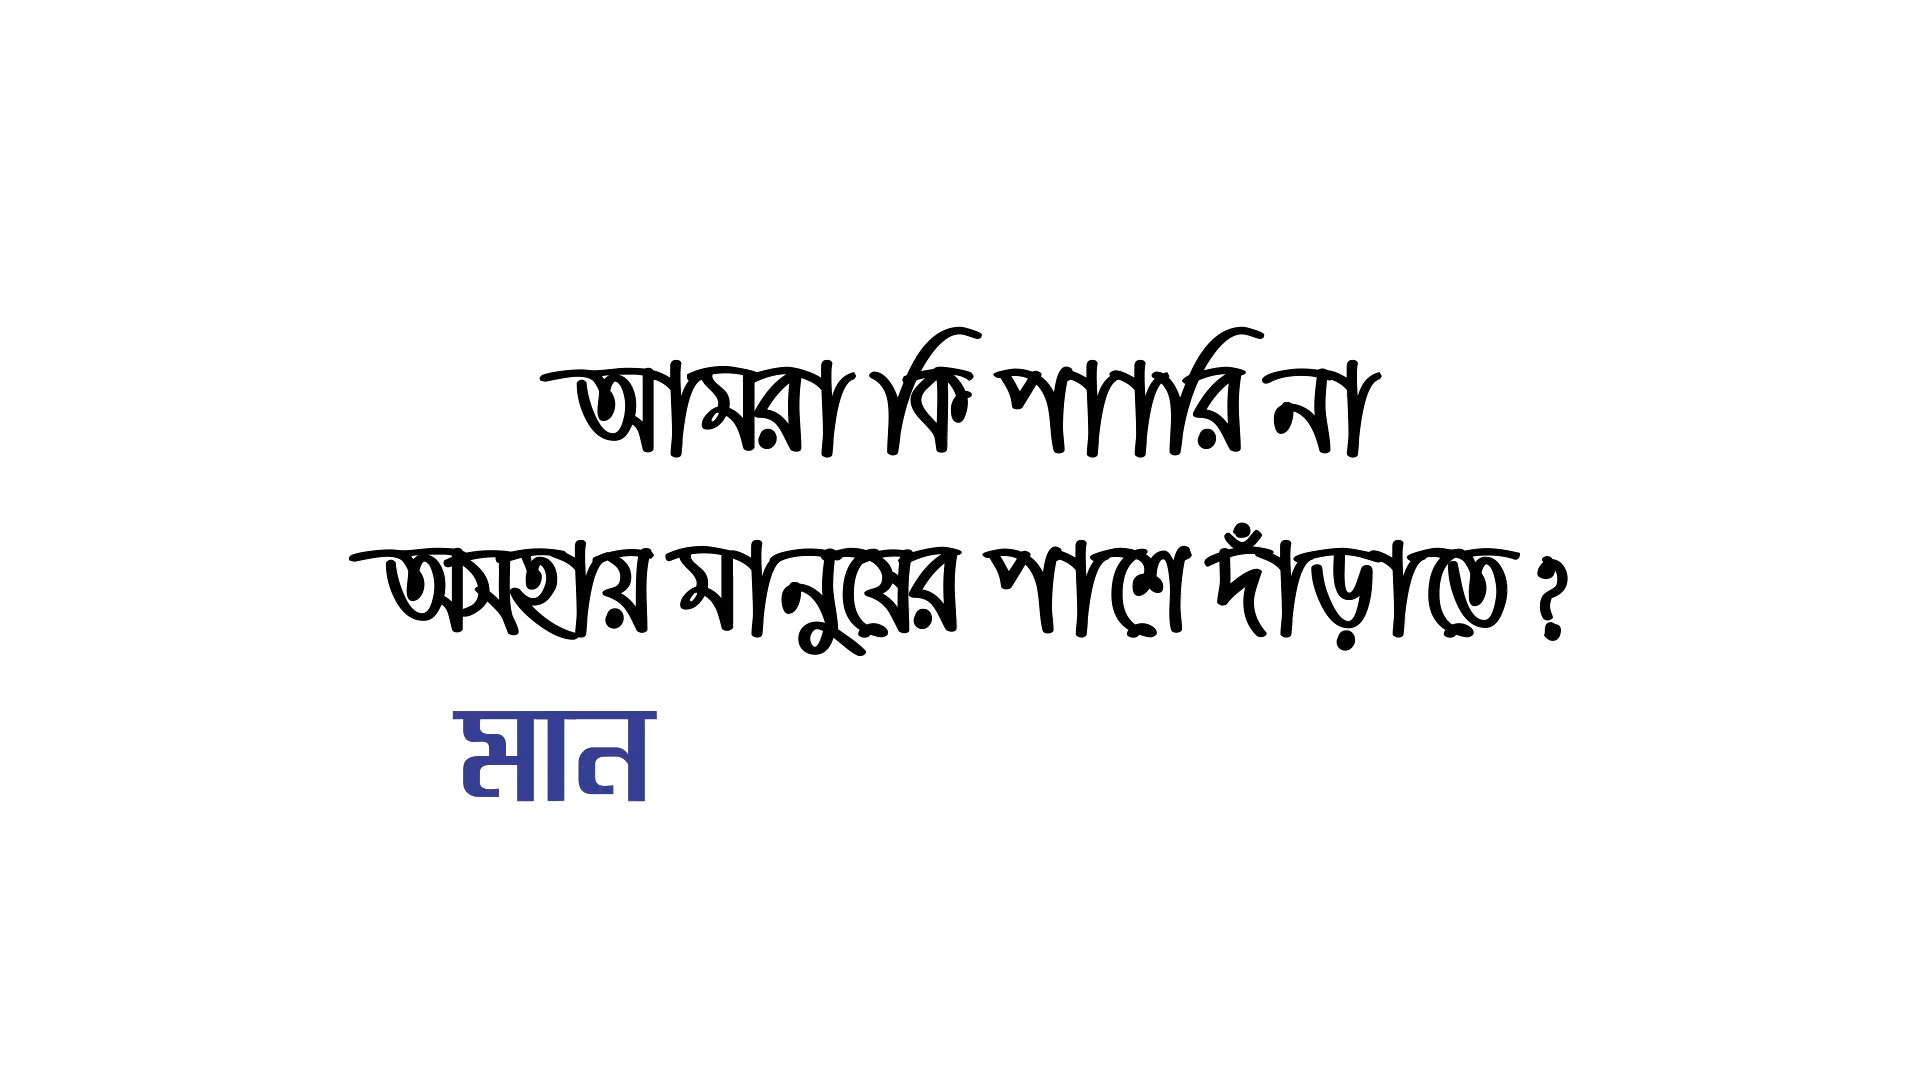 আমরা কি পাারি না
অসহায় মানুষের পাশে দাঁড়াতে ?
মান